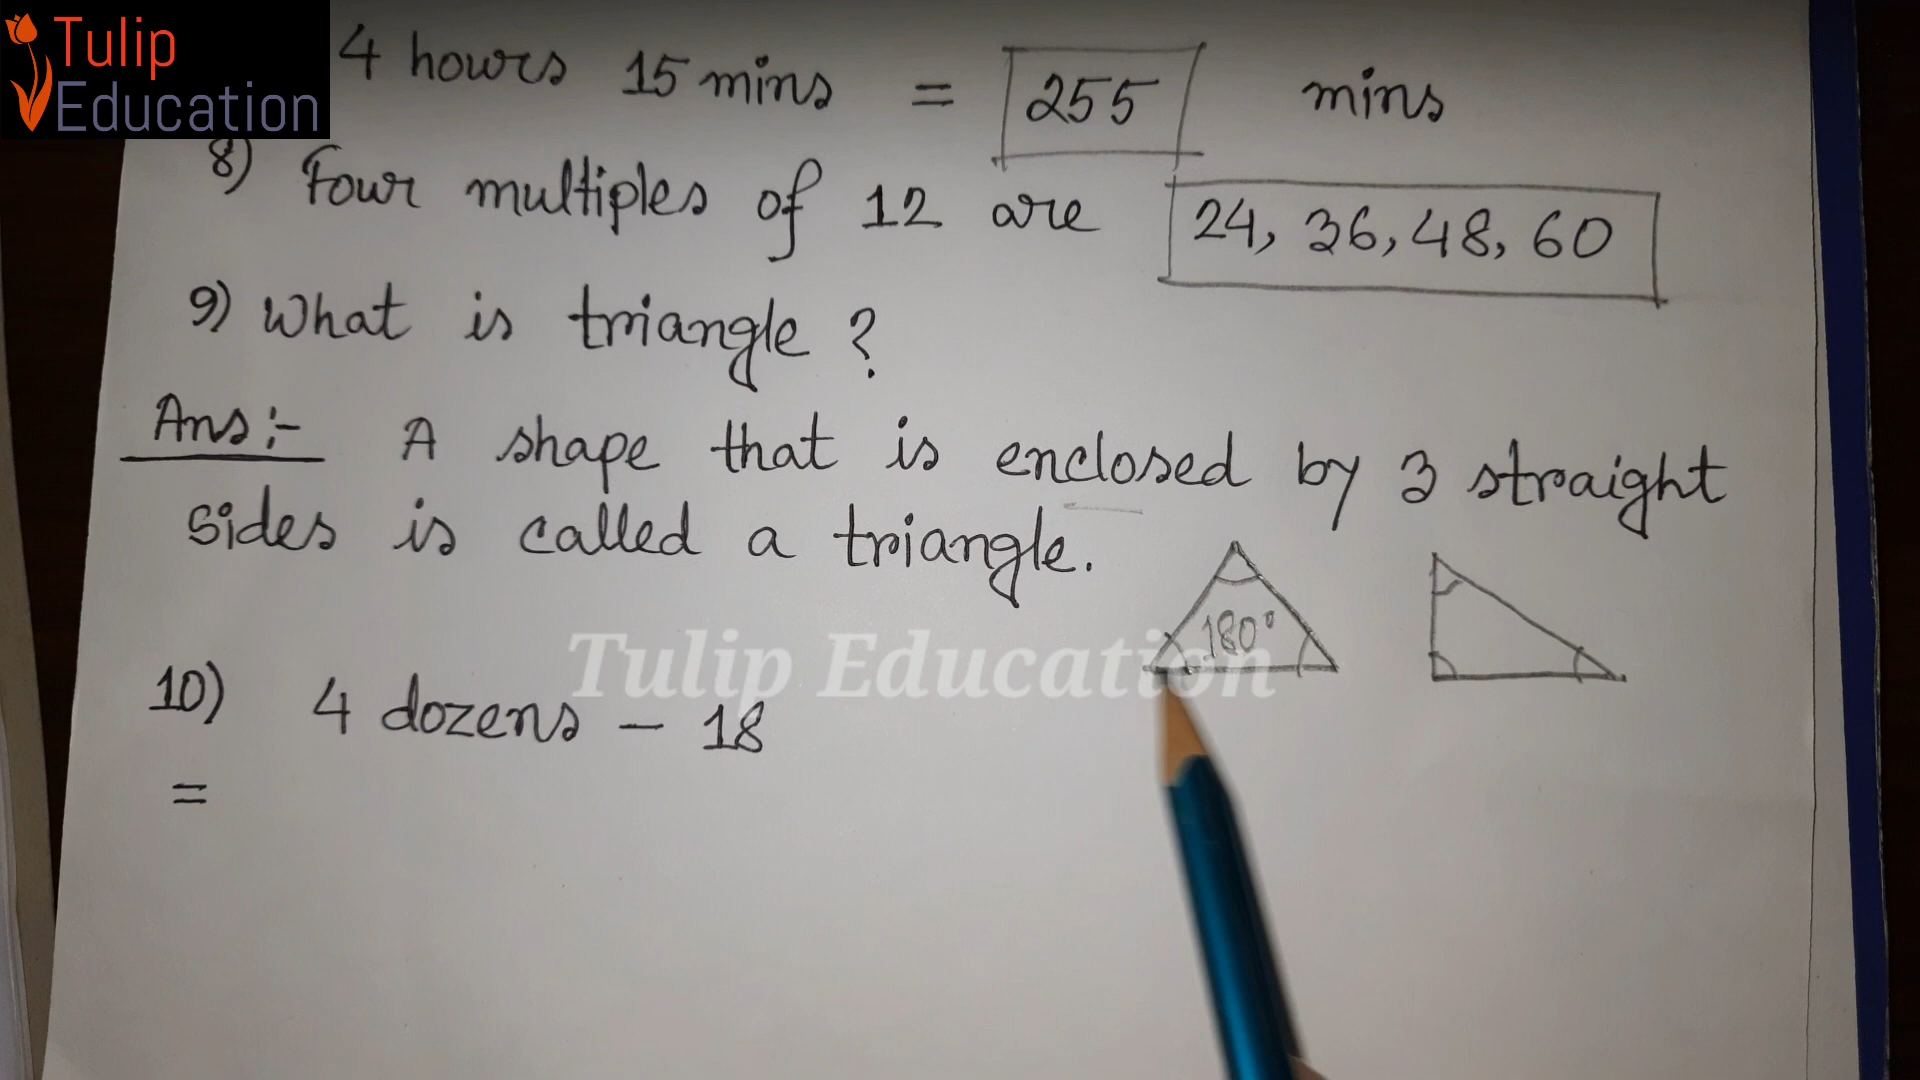 Tulip
Education
4 hours 15 mins = 255 mins
8) Four multiples of 12 are 24, 36, 48, 60
9) What is triangle?
Ans:- A shape that is enclosed by 3 straight
sides is called a triangle.
180°
Tulip Education
10) 4 dozens - 18
=